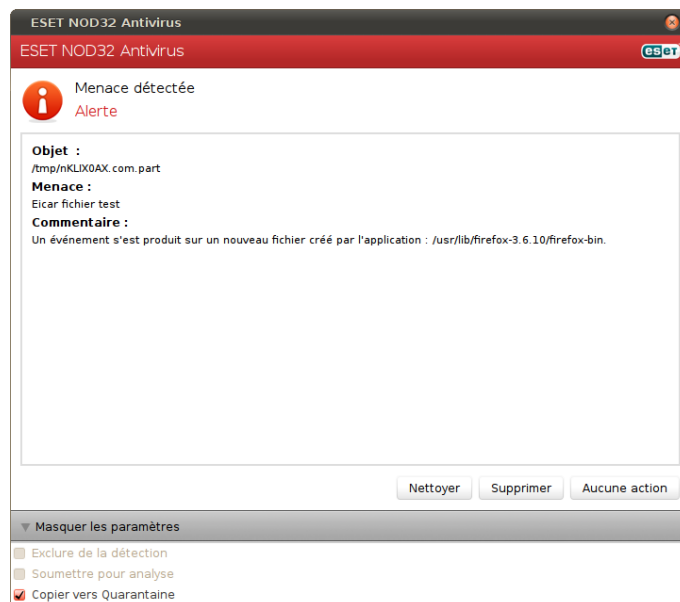 ESET NOD32 Antivirus
ESET NOD32 Antivirus
eset
Menace détectée
Alerte
Objet :
/tmp/nKLIX0AX.com.part
Menace :
Eicar fichier test
Commentaire :
Un événement s'est produit sur un nouveau fichier créé par l'application : /usr/lib/firefox-3.6.10/firefox-bin.
Nettoyer Supprimer Aucune action
Masquer les paramètres
Exclure de la détection
Soumettre pour analyse
Copier vers Quarantaine